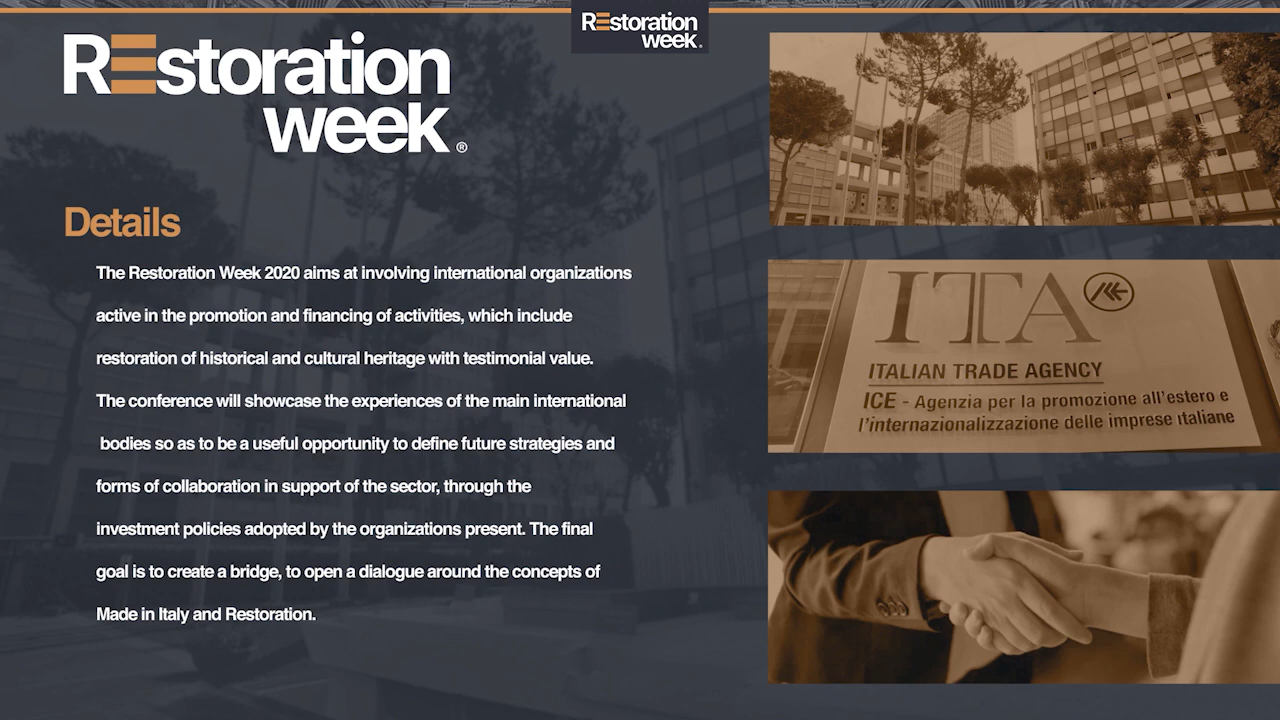 REstoration
week.
REstoration
week ®
Details
The Restoration Week 2020 aims at involving international organizations
active in the promotion and financing of activities, which include
restoration of historical and cultural heritage with testimonial value.
The conference will showcase the experiences of the main international
bodies so as to be a useful opportunity to define future strategies and
forms of collaboration in support of the sector, through the
investment policies adopted by the organizations present. The final
goal is to create a bridge, to open a dialogue around the concepts of
Made in Italy and Restoration.
ITA
ITALIAN TRADE AGENCY
ICE - Agenzia per la promozione all'estero e
l'internazionalizzazione delle imprese italiane